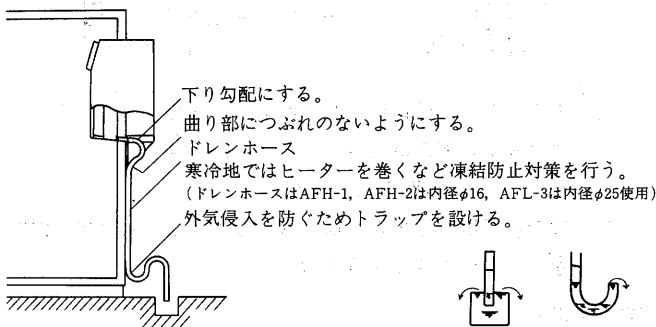 下り勾配にする。
曲り部につぶれのないようにする。
ドレンホース
寒冷地ではヒーターを巻くなど凍結防止対策を行う。
(ドレンホースはAFH-1, AFH-2は内径φ16, AFL-3は内径φ25使用)
外気侵入を防ぐためトラップを設ける。